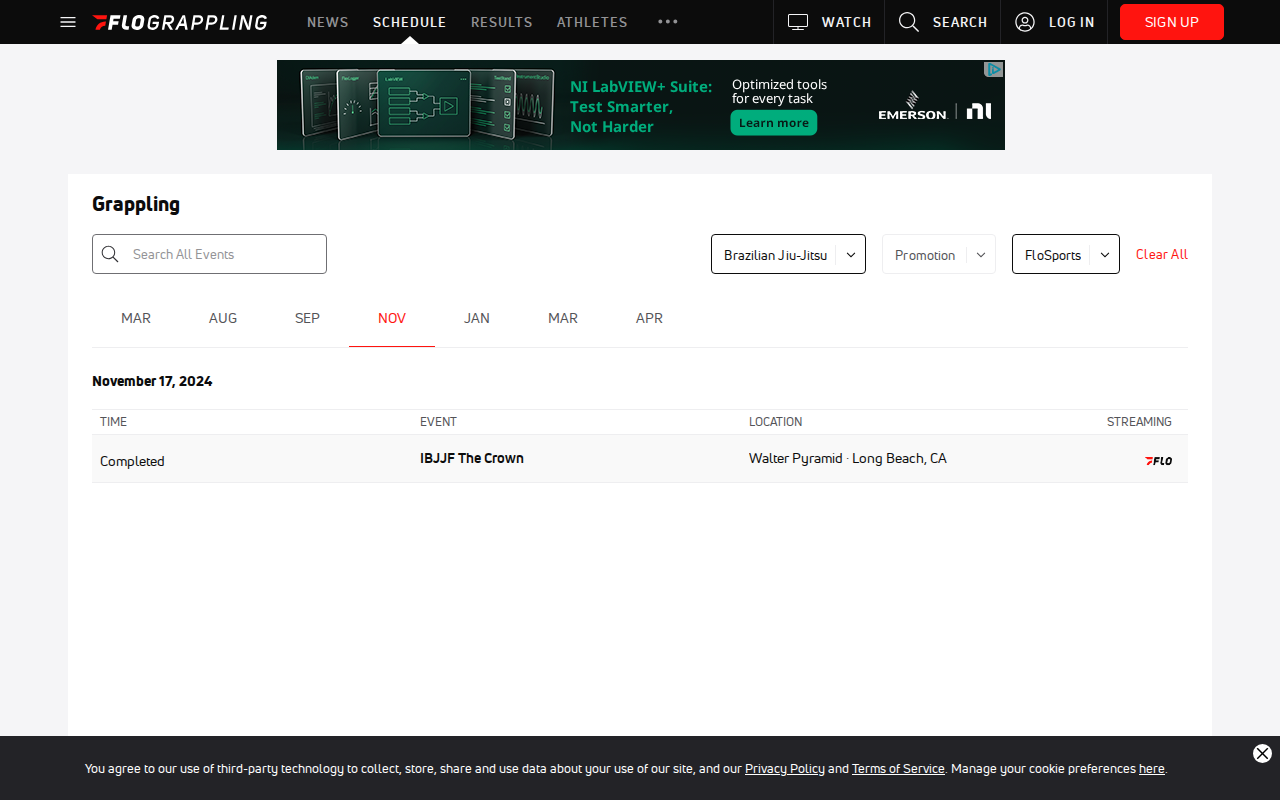 FLOGRAPPLING NEWS SCHEDULE RESULTS ATHLETES ••• WATCH SEARCH LOG IN SIGN UP
NI LabVIEW+ Suite:
Test Smarter,
Not Harder
Optimized tools
for every task
Learn more
EMERSON. | ni
Grappling
Search All Events
Brazilian Jiu-Jitsu
Promotion
FloSports
Clear All
MAR AUG SEP NOV JAN MAR APR
November 17, 2024
TIME EVENT LOCATION STREAMING
Completed IBJJF The Crown Walter Pyramid · Long Beach, CA FLO
You agree to our use of third-party technology to collect, store, share and use data about your use of our site, and our Privacy Policy and Terms of Service. Manage your cookie preferences here.